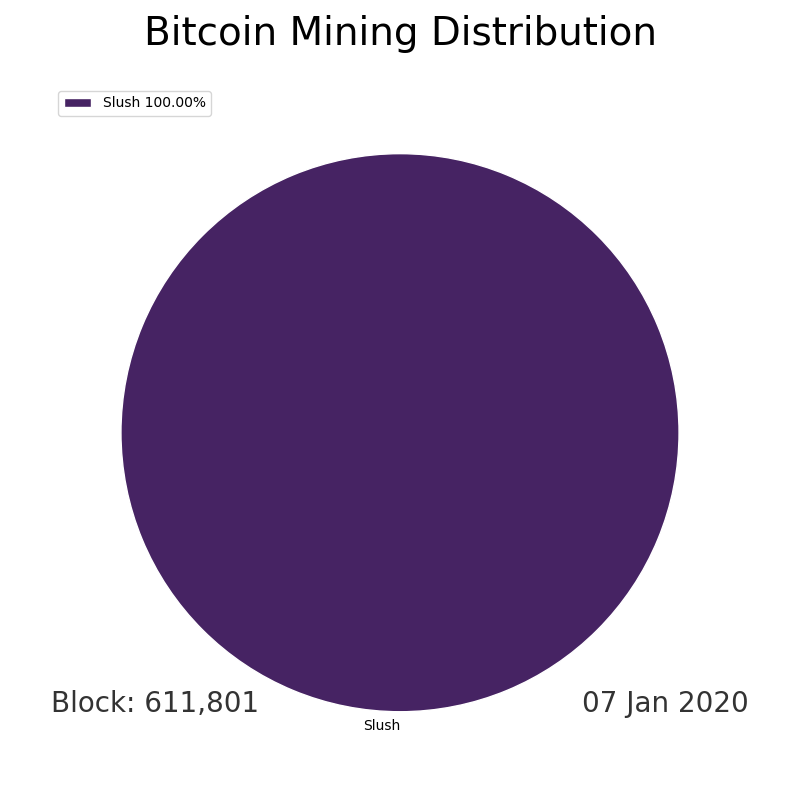 Bitcoin Mining Distribution
Slush 100.00%
Block: 611,801
07 Jan 2020
Slush